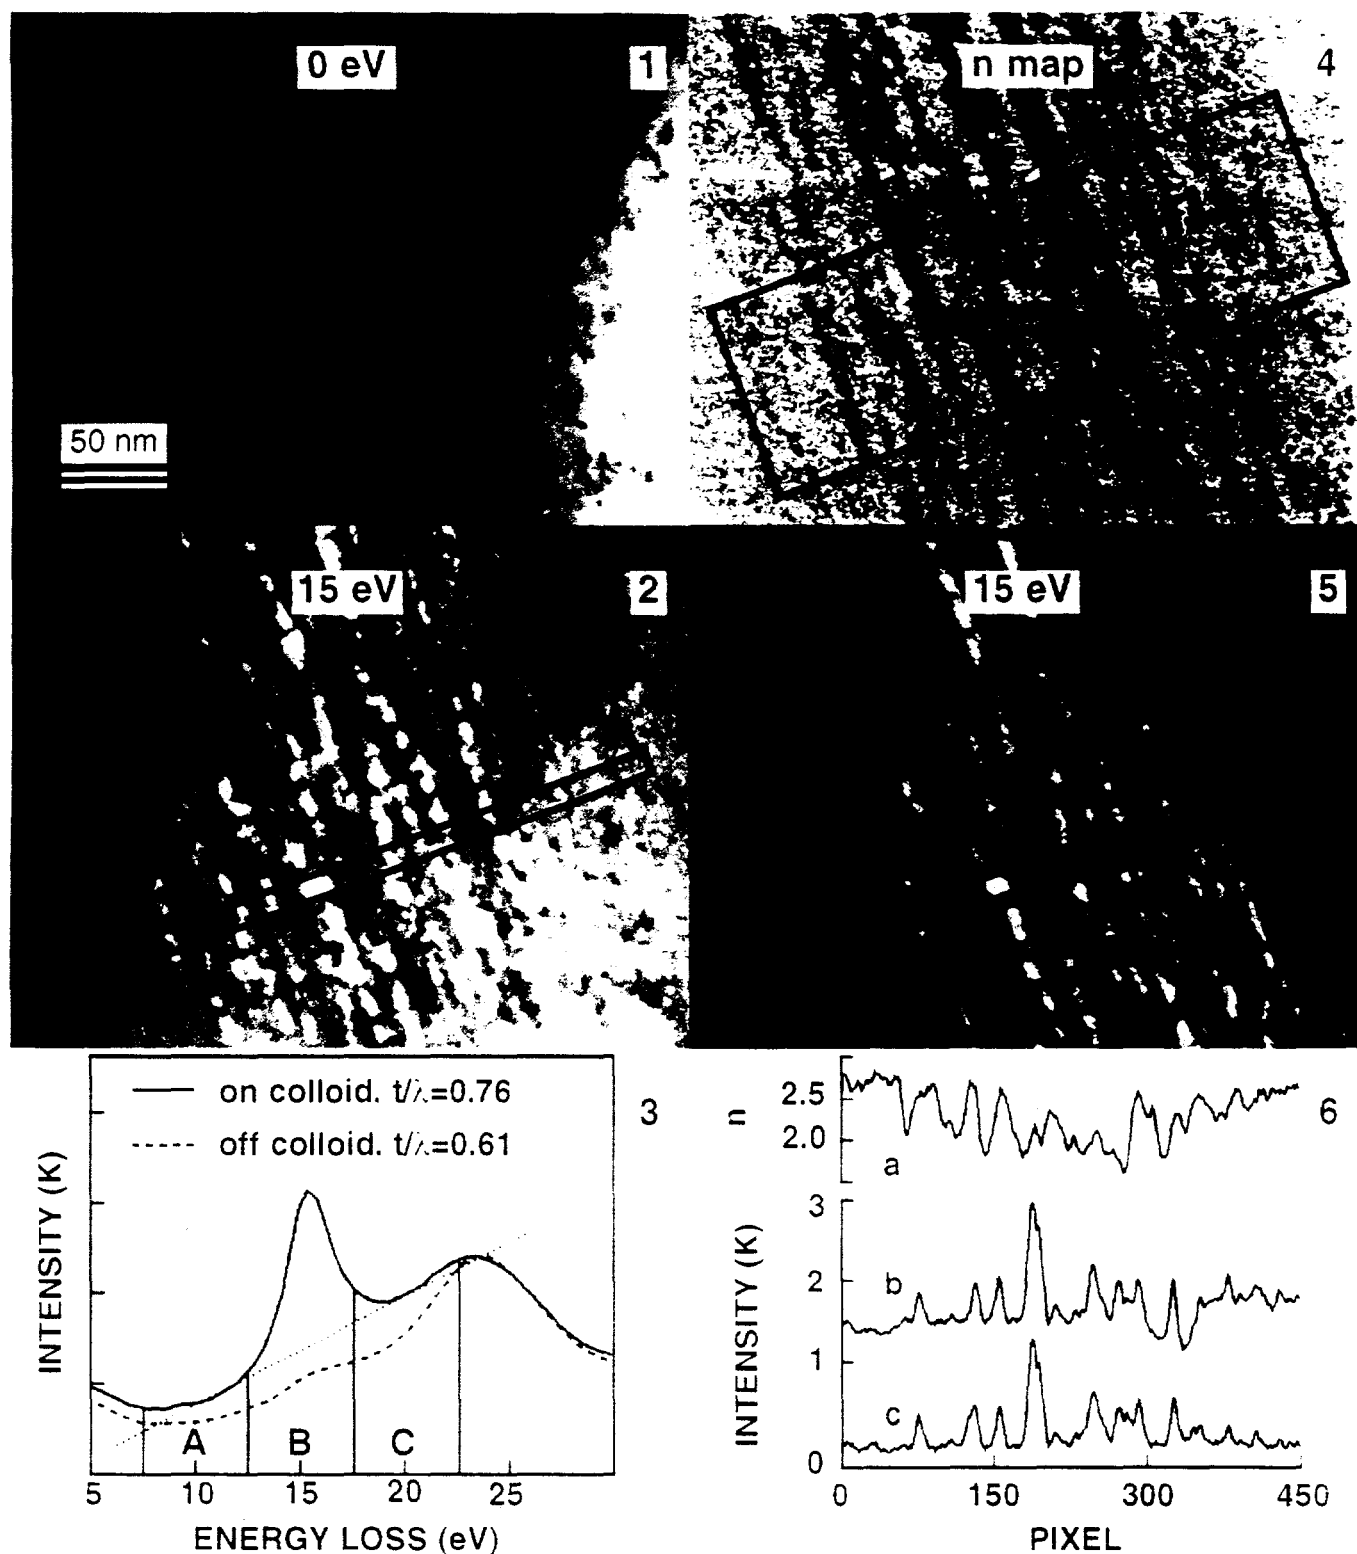 0 eV
1
n map
4
50 nm
15 eV
2
15 eV
5
on colloid. t/λ=0.76
off colloid. t/λ=0.61
3
INTENSITY (K)
A
B
C
5
10
15
20
25
ENERGY LOSS (eV)
n
2.5
2.0
6
a
INTENSITY (K)
3
2
1
0
b
c
0
150
300
450
PIXEL